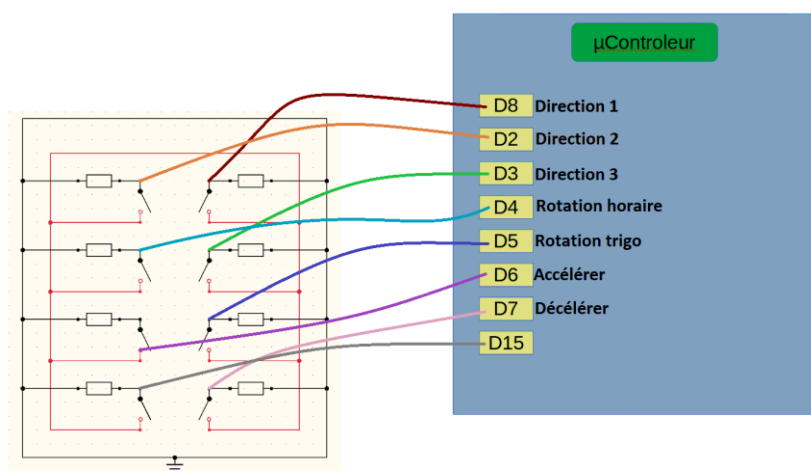 µControleur
D8 Direction 1
D2 Direction 2
D3 Direction 3
D4 Rotation horaire
D5 Rotation trigo
D6 Accélérer
D7 Décélérer
D15